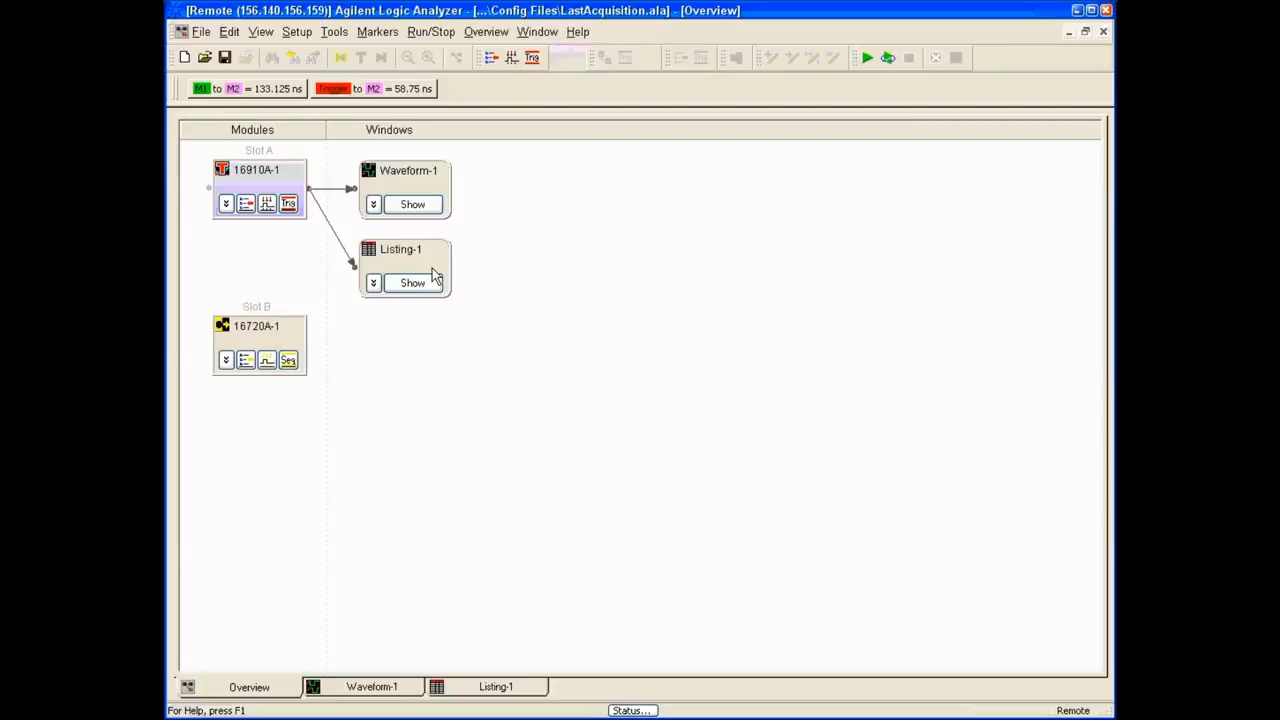 [Remote (156.140.156.159)] Agilent Logic Analyzer - [...\Config Files\LastAcquisition.ala] - [Overview]
File Edit View Setup Tools Markers Run/Stop Overview Window Help
Trig
M1 to M2 = 133.125 ns Trigger to M2 = 58.75 ns
Modules Windows
Slot A
16910A-1 Waveform-1
Trig Show
Listing-1
Show
Slot B
16720A-1
Seq
Overview Waveform-1 Listing-1
For Help, press F1 Status... Remote